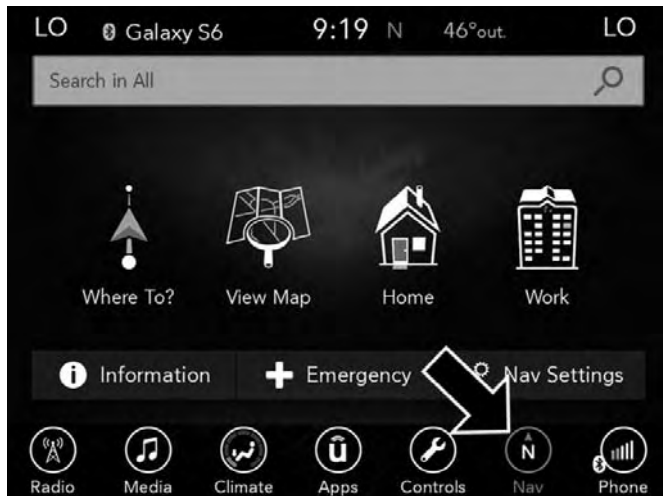 LO Galaxy S6 9:19 N 46°out. LO
Search in All
Where To? View Map Home Work
i Information Emergency Nav Settings
û N
Radio Media Climate Apps Controls Nav Phone